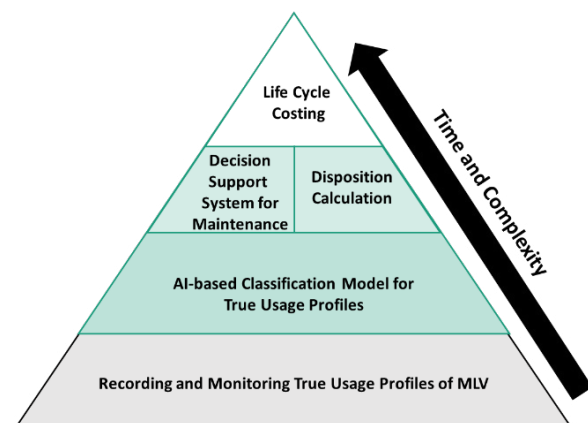 Life Cycle
Costing
Decision
Support
System for
Maintenance
Disposition
Calculation
AI-based Classification Model for
True Usage Profiles
Recording and Monitoring True Usage Profiles of MLV
Time and Complexity